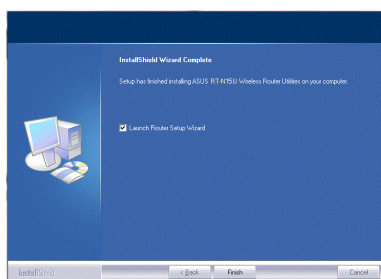 InstallShield Wizard Complete
Setup has finished installing ASUS RT-N15U Wireless Router Utilities on your computer.
Launch Router Setup Wizard
InstallShield
< Back
Finish
Cancel